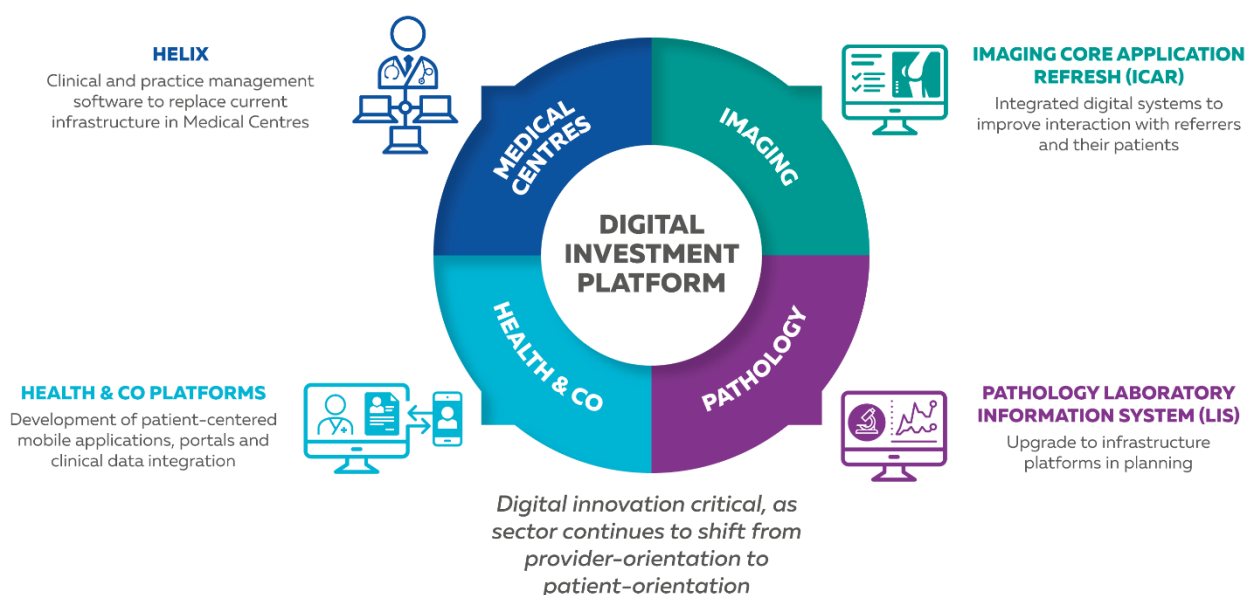 HELIX
Clinical and practice management
software to replace current
infrastructure in Medical Centres
IMAGING CORE APPLICATION
REFRESH (ICAR)
Integrated digital systems to
improve interaction with referrers
and their patients
MEDICAL
CENTRES
IMAGING
DIGITAL
INVESTMENT
PLATFORM
HEALTH & CO
PATHOLOGY
HEALTH & CO PLATFORMS
Development of patient-centered
mobile applications, portals and
clinical data integration
PATHOLOGY LABORATORY
INFORMATION SYSTEM (LIS)
Upgrade to infrastructure
platforms in planning
Digital innovation critical, as
sector continues to shift from
provider-orientation to
patient-orientation